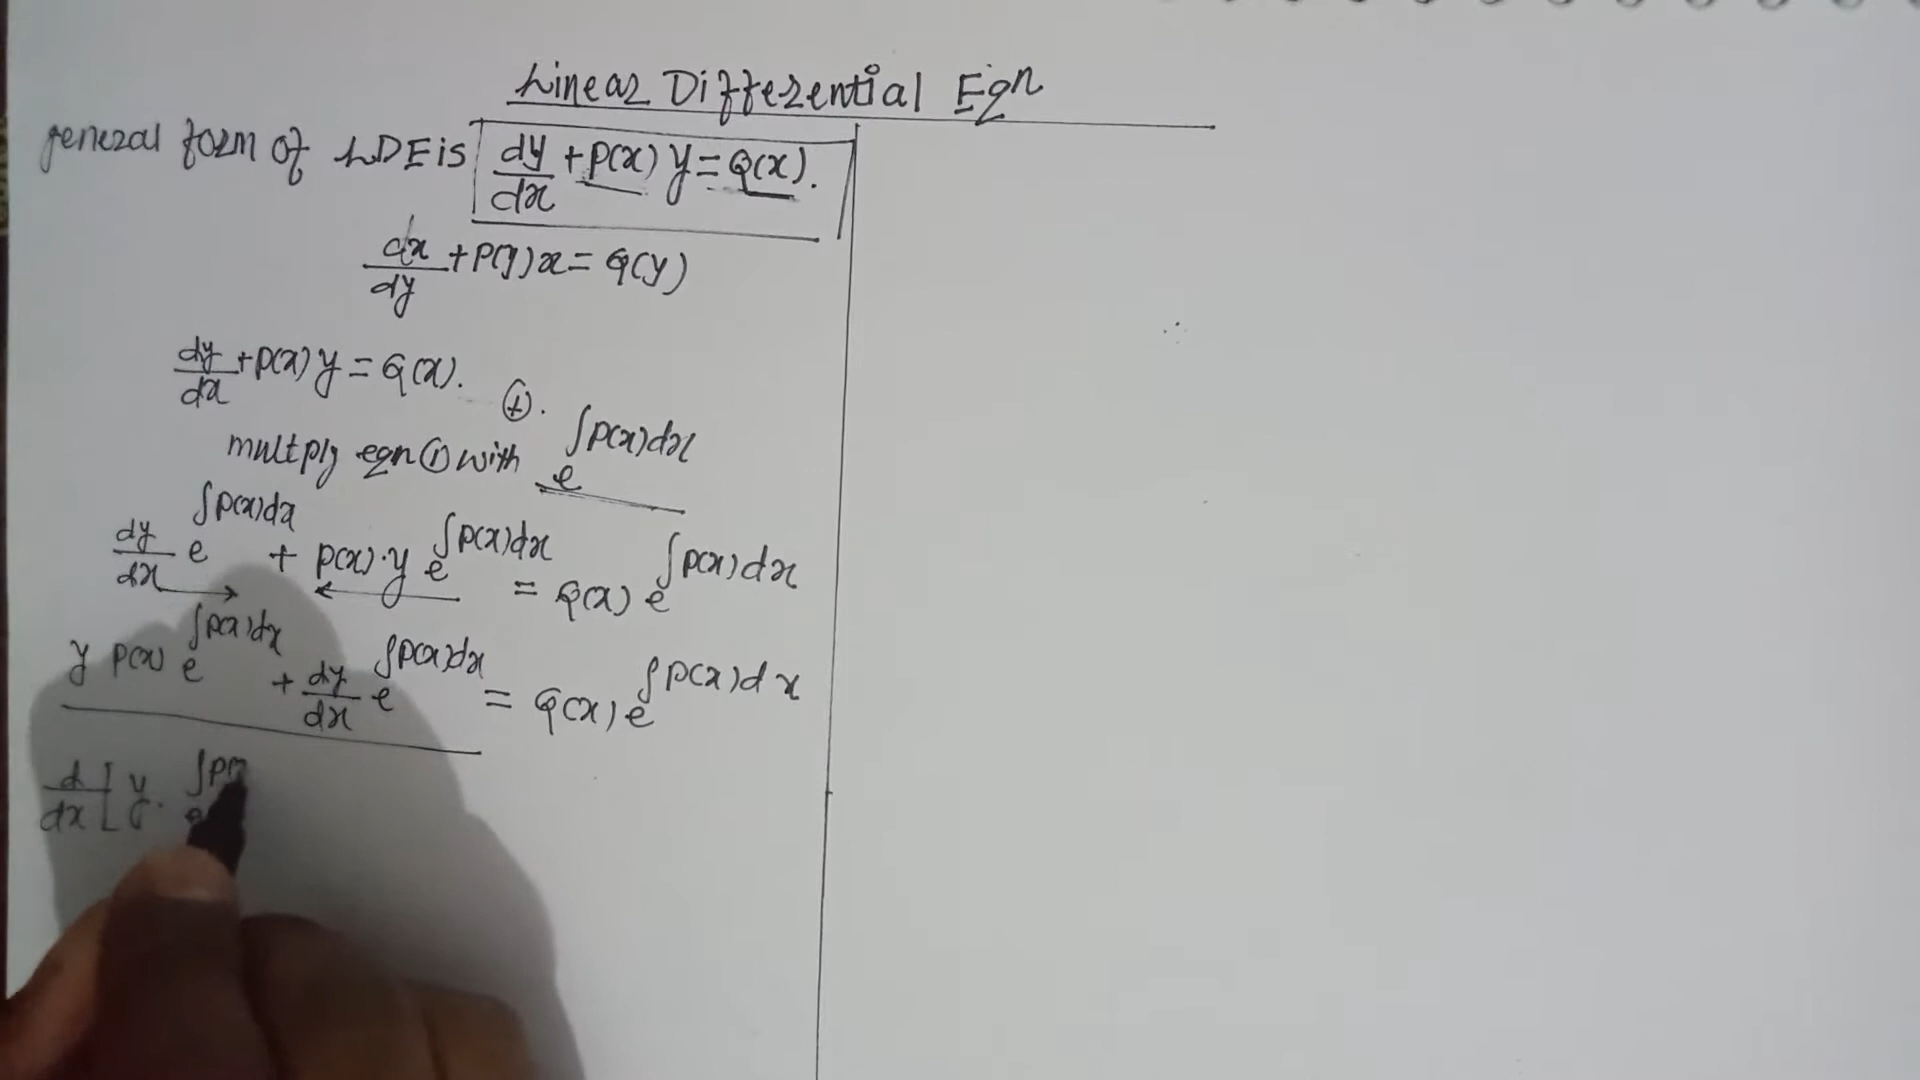 Linear Differential Eqn
general form of LDE is dy/dx + P(x) y = Q(x).
dx/dy + P(y) x = Q(y)
dy/dx + P(x) y = Q(x). ①.
multply eqn ① with e^∫P(x)dx
dy/dx e^∫P(x)dx + P(x)·y e^∫P(x)dx = Q(x) e^∫P(x)dx
y P(x) e^∫P(x)dx + dy/dx e^∫P(x)dx = Q(x) e^∫P(x)dx
d/dx [ y. e^∫P(